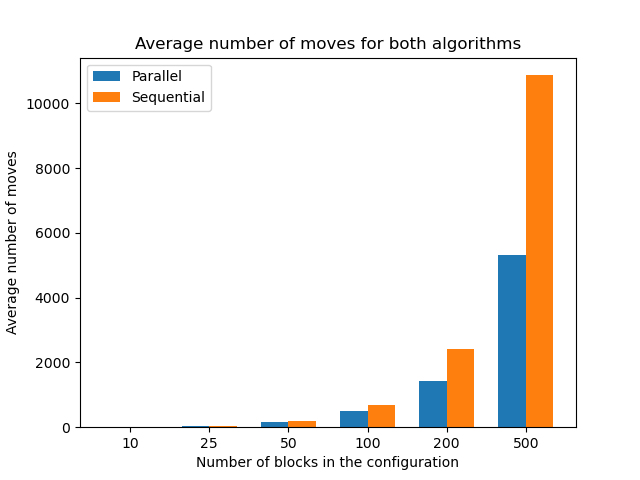 Average number of moves for both algorithms
Parallel
Sequential
10000
8000
6000
4000
2000
0
Average number of moves
10 25 50 100 200 500
Number of blocks in the configuration